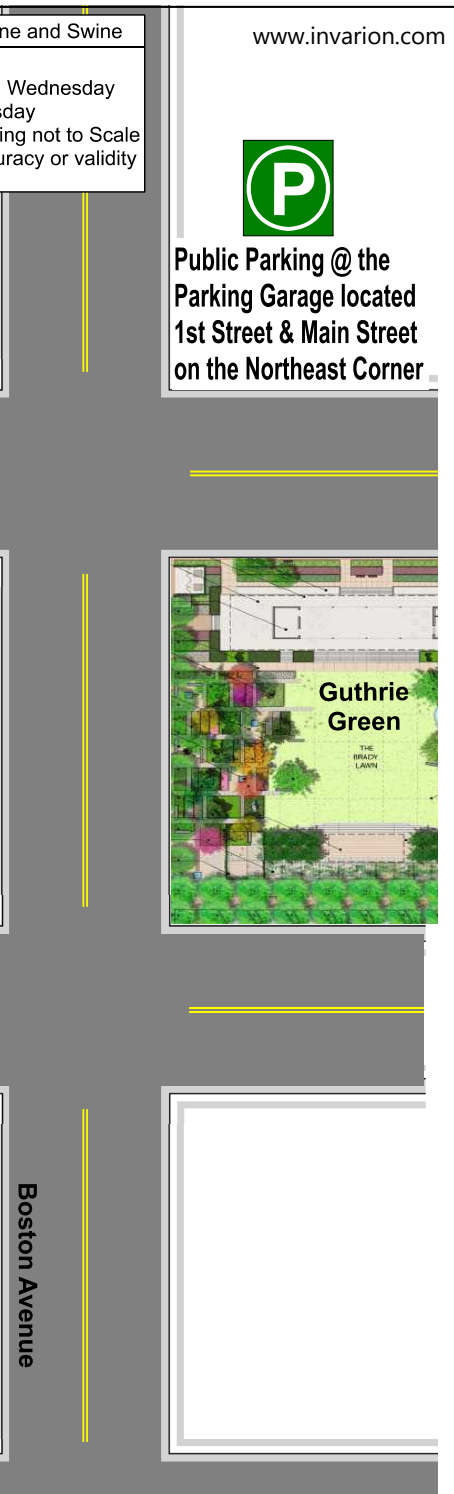 ne and Swine
www.invarion.com
Wednesday
sday
ing not to Scale
uracy or validity
P
Public Parking @ the
Parking Garage located
1st Street & Main Street
on the Northeast Corner
Guthrie
Green
THE
BRADY
LAWN
Boston Avenue